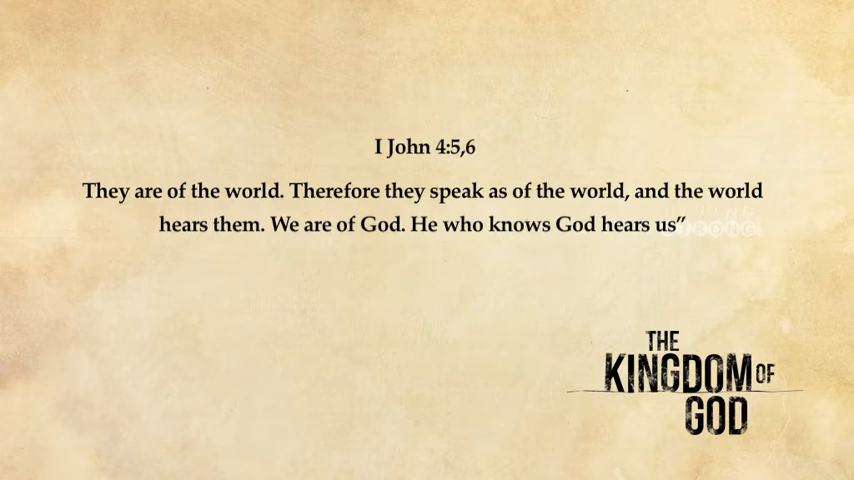 I John 4:5,6
They are of the world. Therefore they speak as of the world, and the world
hears them. We are of God. He who knows God hears us”
THE
KINGDOM OF
GOD